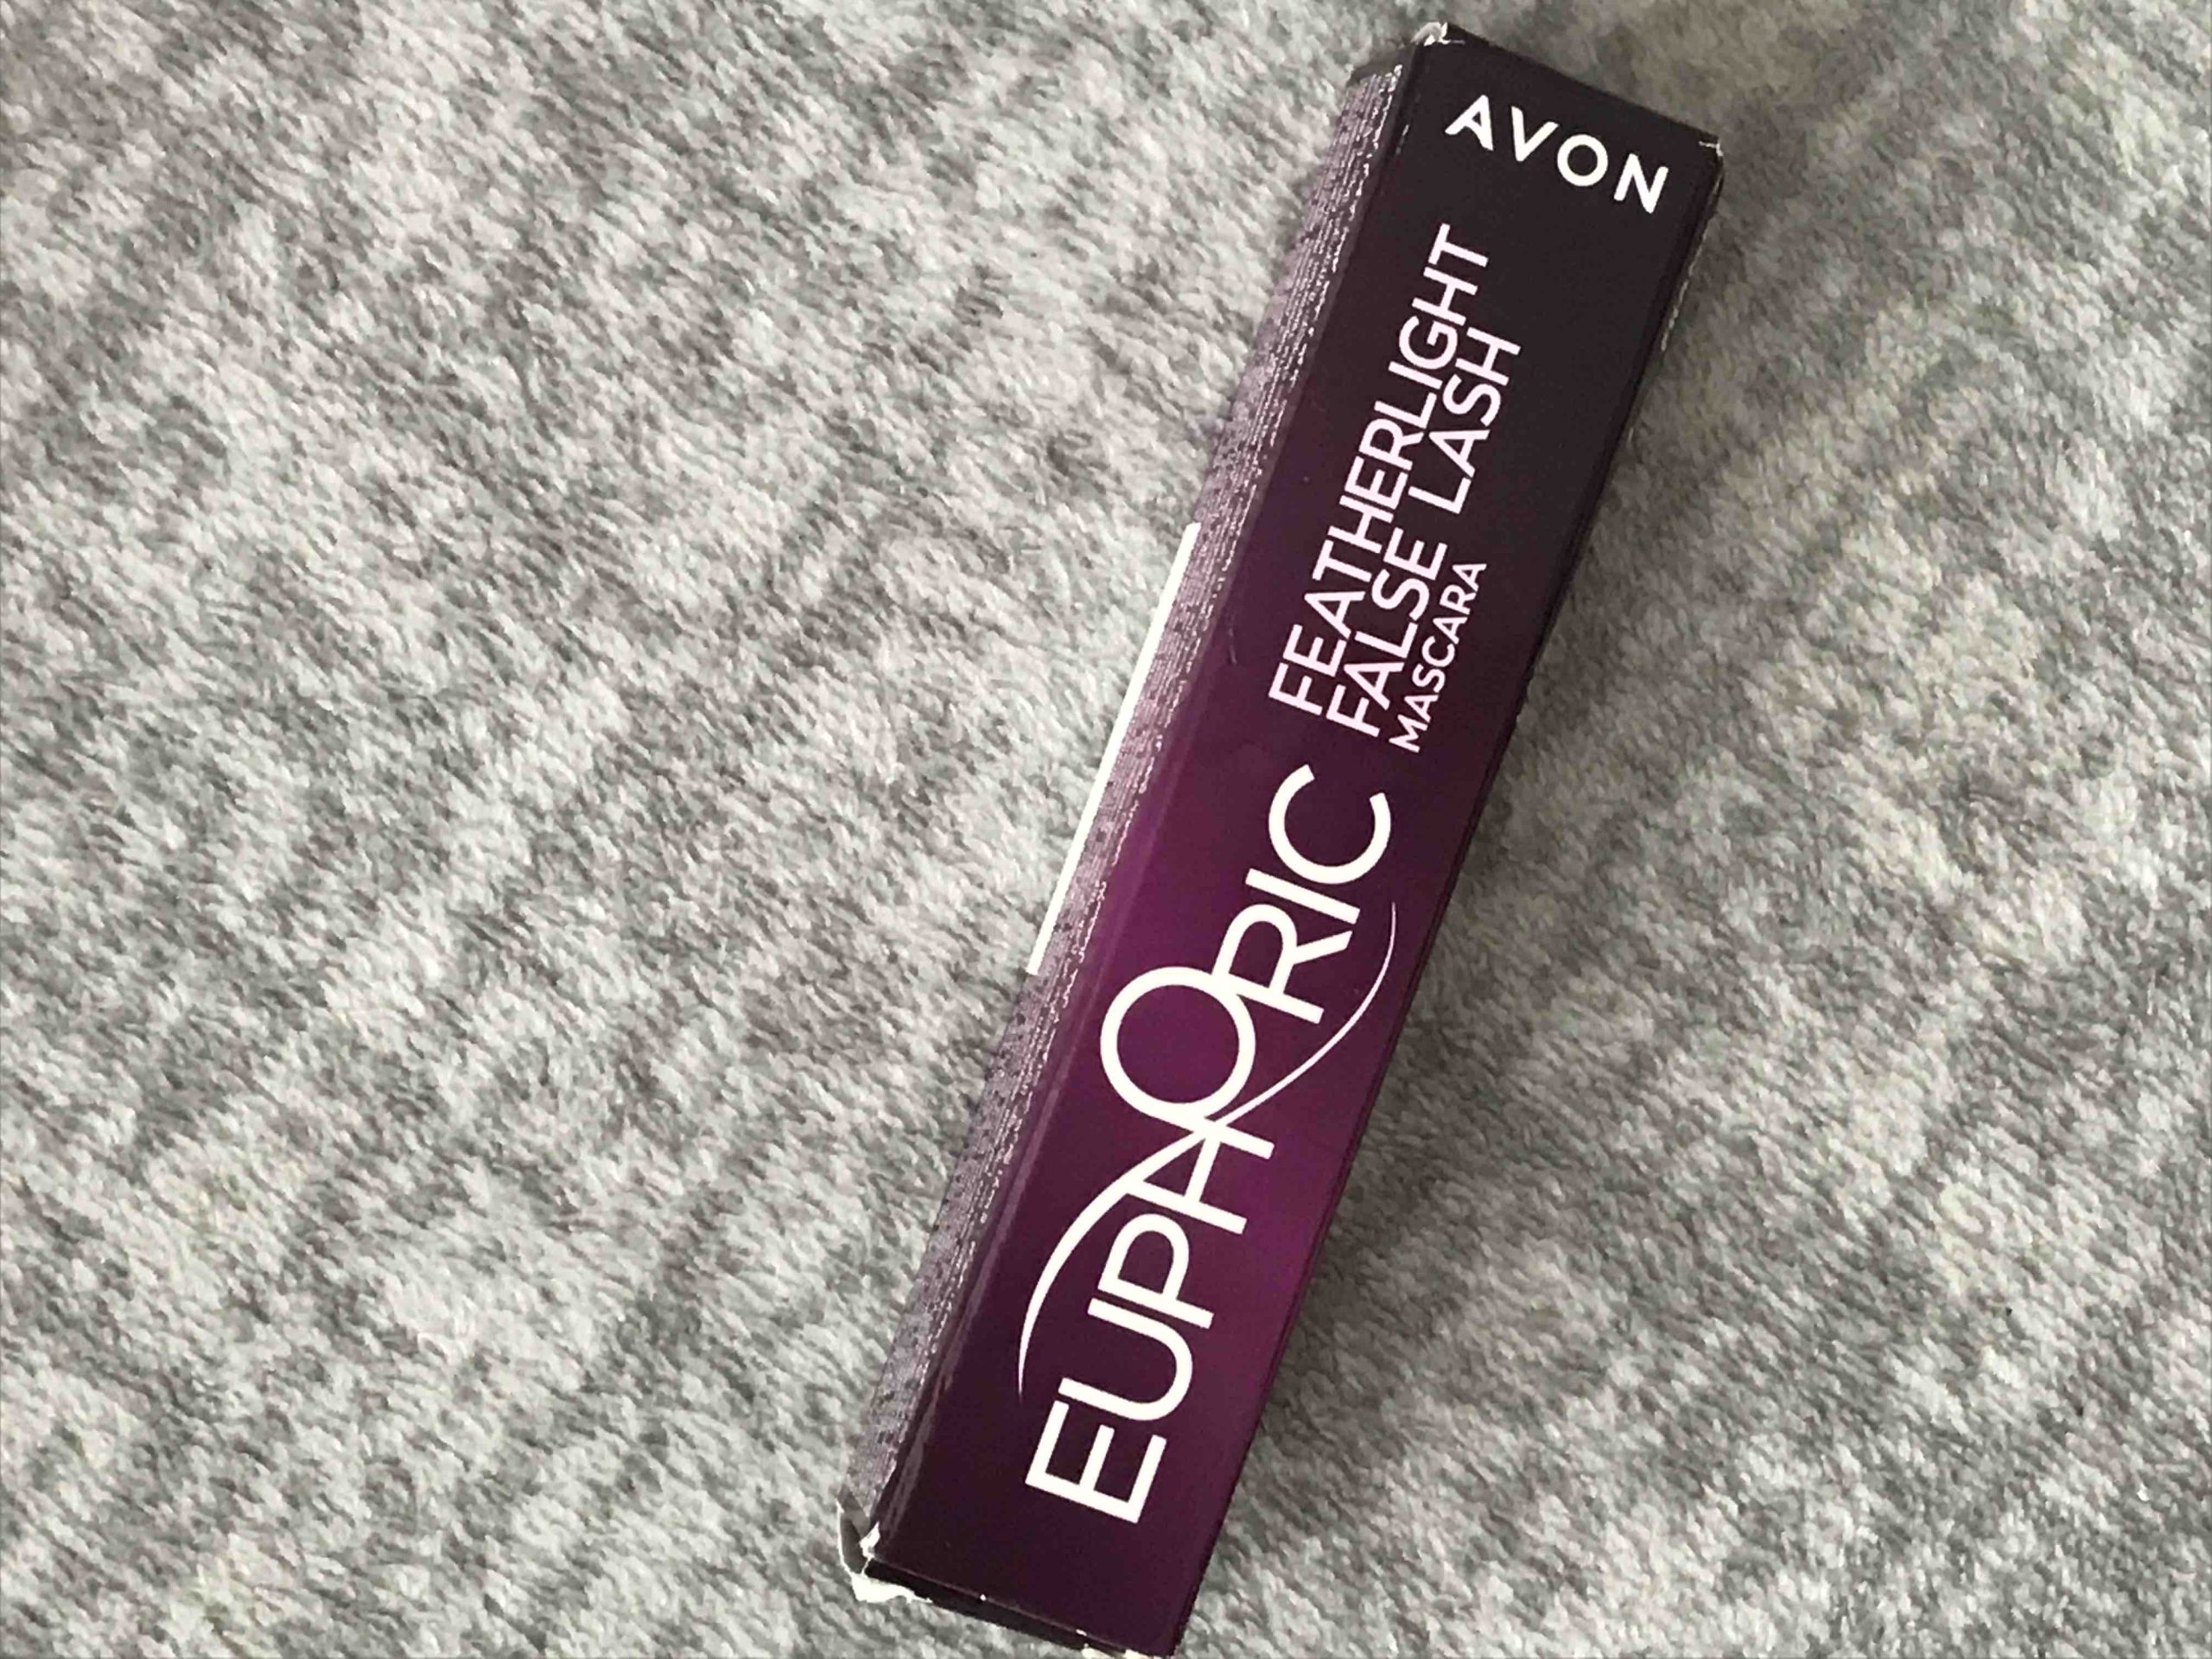 AVON
EUPHORIC
FEATHERLIGHT
FALSE LASH
MASCARA